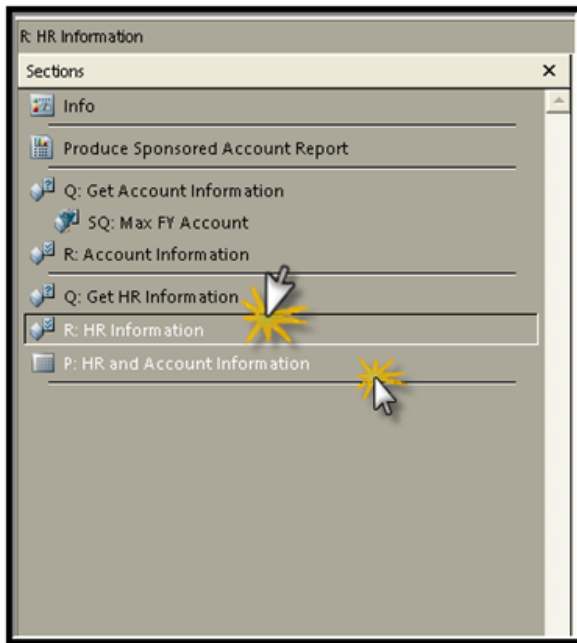 R: HR Information
Sections
Info
Produce Sponsored Account Report
Q: Get Account Information
SQ: Max FY Account
R: Account Information
Q: Get HR Information
R: HR Information
P: HR and Account Information